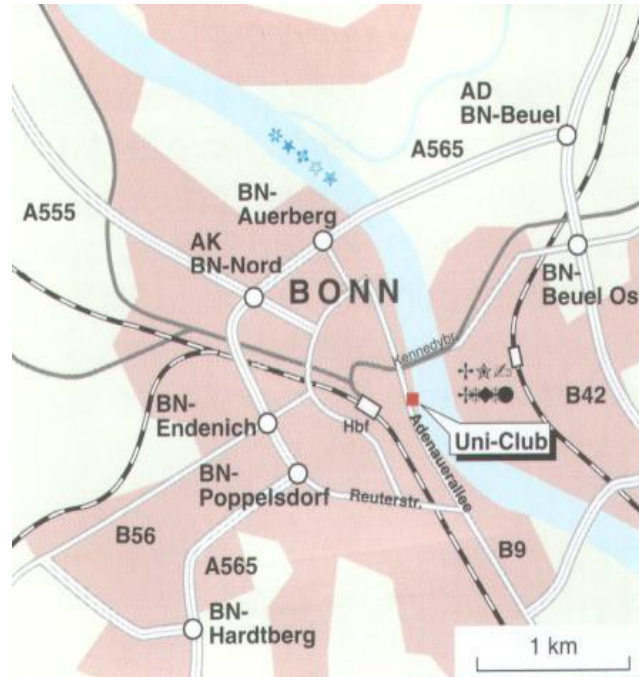 AD
BN-Beuel
A565
BN-
Auerberg
A555
AK
BN-Nord
BONN
BN-
Beuel Os
Kennedybr.
B42
BN-
Endenich
Hbf
Adenauerallee
Uni-Club
BN-
Poppelsdorf
Reuterstr.
B56
B9
A565
BN-
Hardtberg
1 km